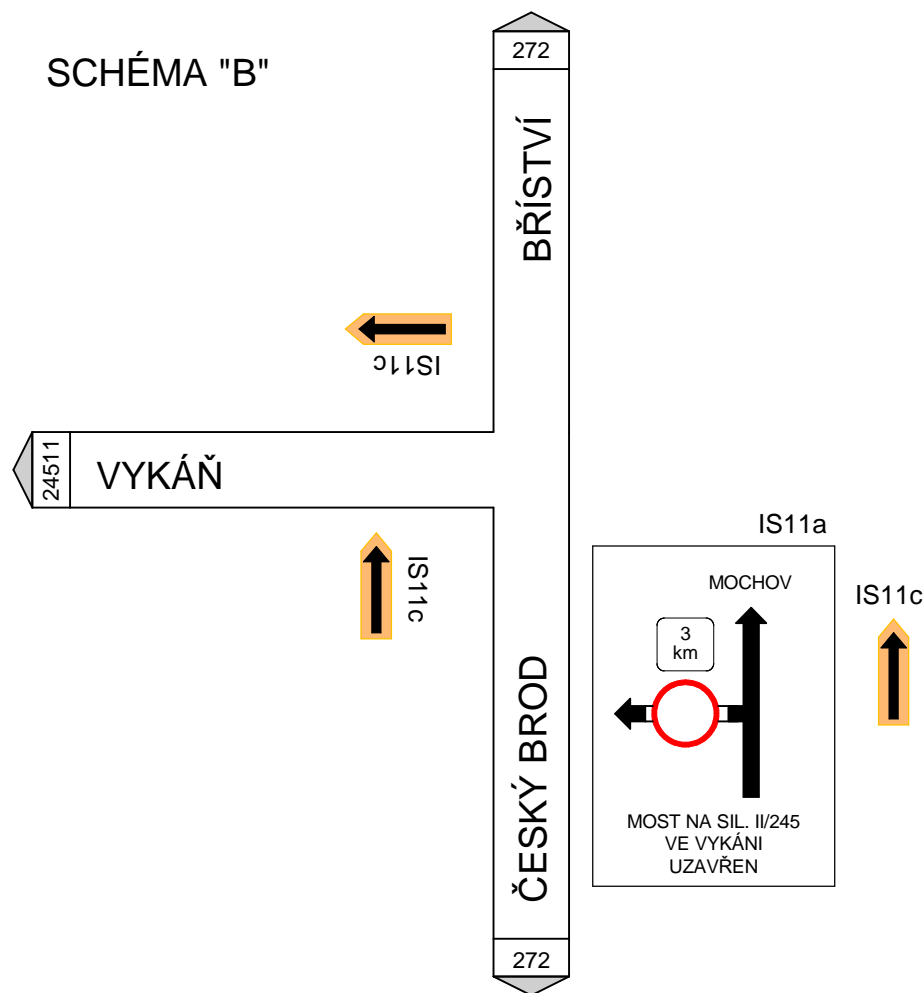 SCHÉMA "B"
272
BŘÍSTVÍ
IS11c
24511
VYKÁŇ
IS11c
IS11a
MOCHOV
3
km
IS11c
MOST NA SIL. II/245
VE VYKÁNI
UZAVŘEN
ČESKÝ BROD
272